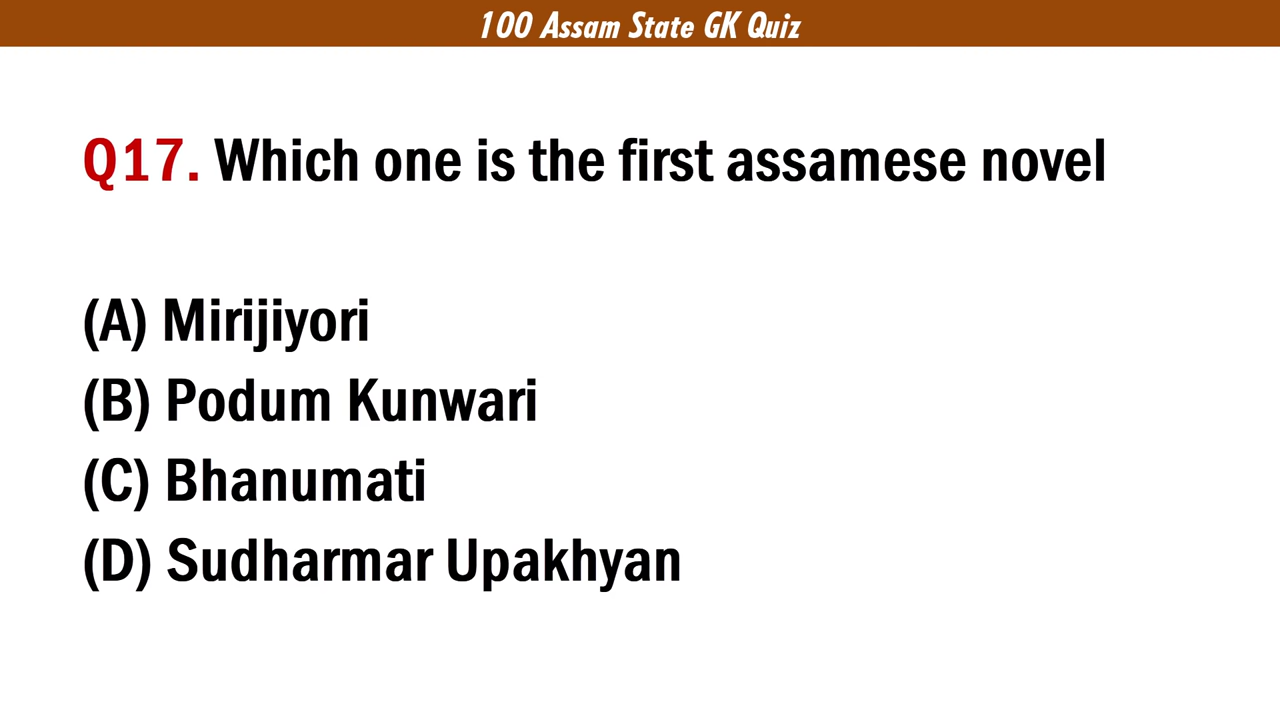 100 Assam State GK Quiz
Q17. Which one is the first assamese novel
(A) Mirijiyori
(B) Podum Kunwari
(C) Bhanumati
(D) Sudharmar Upakhyan